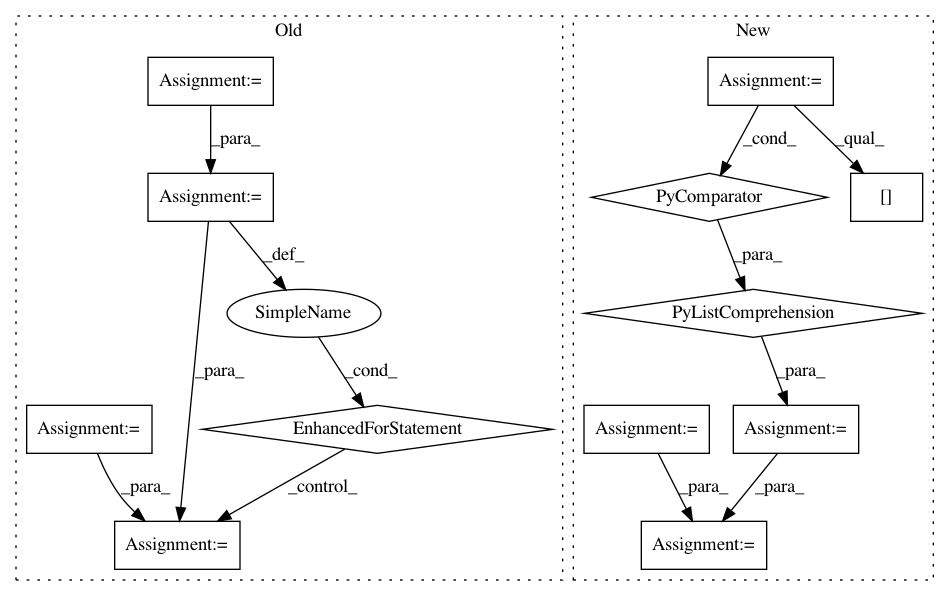 Old
New
Assignment:=
Assignment:=
_para_
_cond_
_qual_
Assignment:=
PyComparator
[]
_def_
_para_
SimpleName
PyListComprehension
_para_
_cond_
_para_
Assignment:=
EnhancedForStatement
Assignment:=
Assignment:=
_para_
_control_
_para_
_para_
Assignment:=
Assignment:=